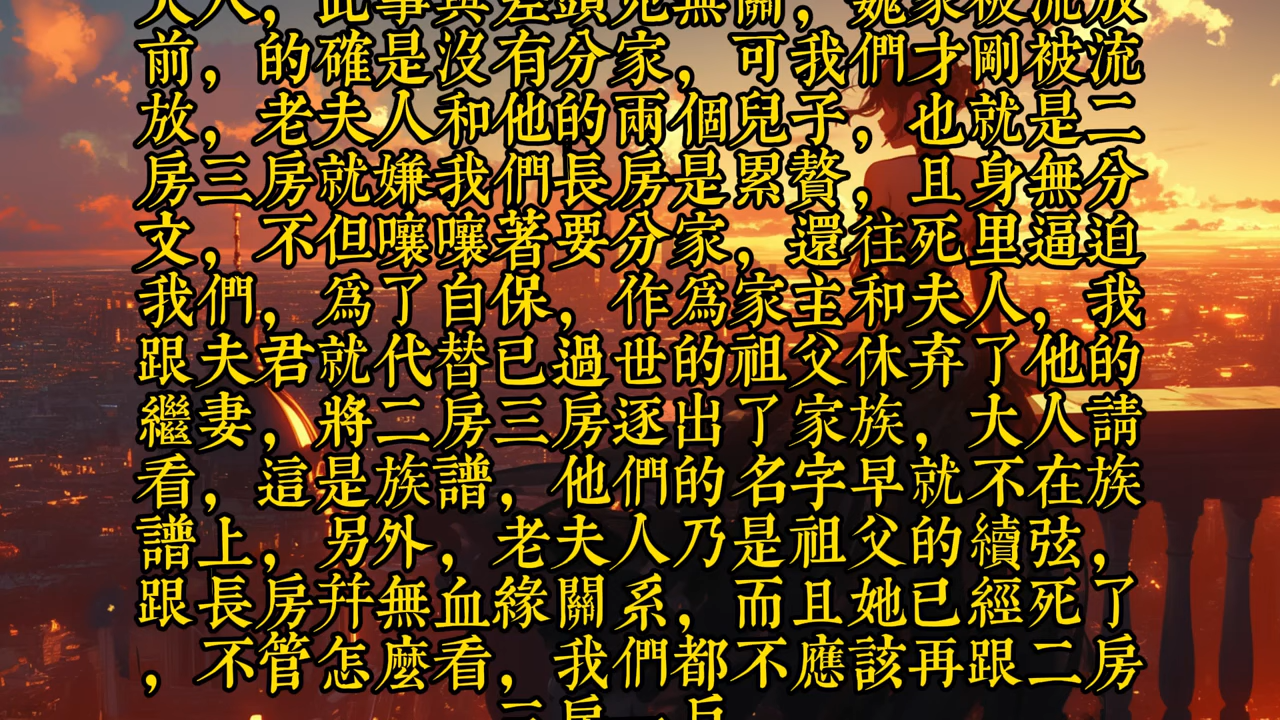 大人，此事與差頭兒無關，姚家被流放
前，的確是沒有分家，可我們才剛被流
放，老夫人和他的兩個兒子，也就是二
房三房就嫌我們長房是累贅，且身無分
文，不但嚷嚷著要分家，還往死里逼迫
我們，爲了自保，作爲家主和夫人，我
跟夫君就代替已過世的祖父休弃了他的
繼妻，將二房三房逐出了家族，大人請
看，這是族譜，他們的名字早就不在族
譜上，另外，老夫人乃是祖父的續弦，
跟長房幷無血緣關系，而且她已經死了
，不管怎麼看，我們都不應該再跟二房
三房一戶